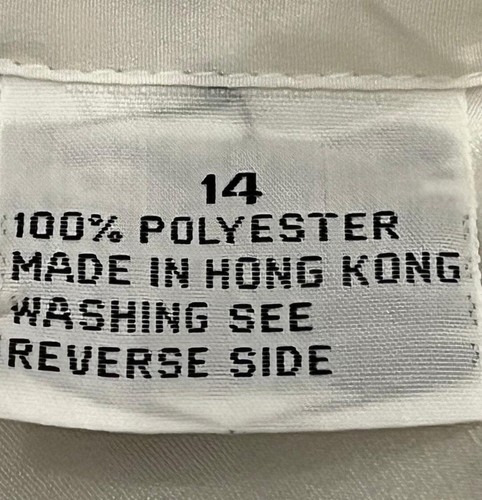 14
100% POLYESTER
MADE IN HONG KONG
WASHING SEE
REVERSE SIDE